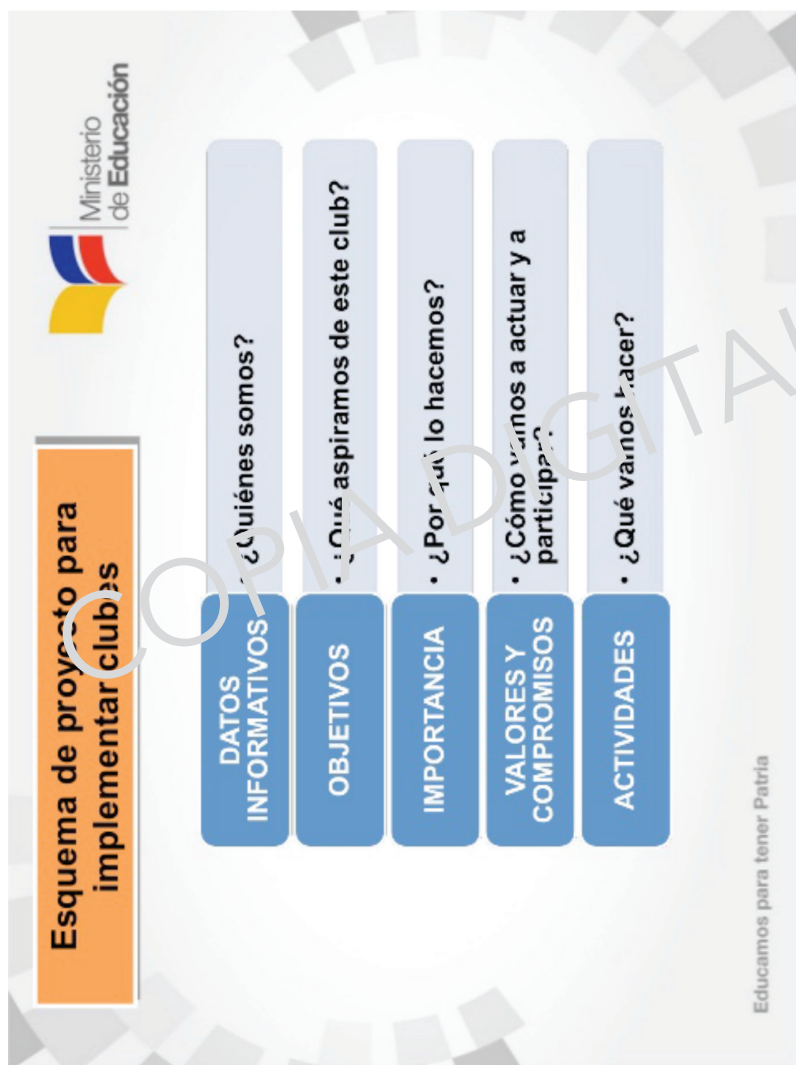 Esquema de proyecto para
implementar clubes
Ministerio
de Educación
DATOS
INFORMATIVOS
• ¿Quiénes somos?
OBJETIVOS
• ¿Qué aspiramos de este club?
IMPORTANCIA
• ¿Por qué lo hacemos?
VALORES Y
COMPROMISOS
• ¿Cómo vamos a actuar y a
participar?
ACTIVIDADES
• ¿Qué vamos hacer?
Educamos para tener Patria
COPIA DIGITAL